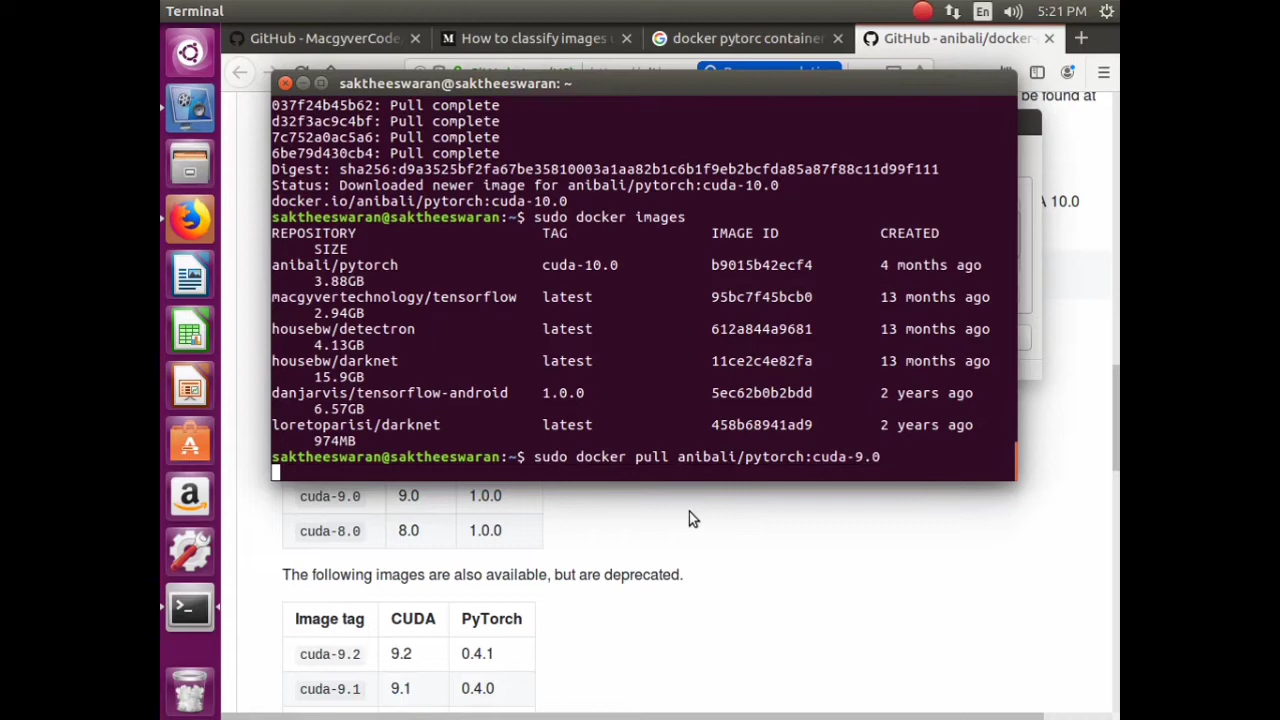 Terminal
En
5:21 PM
GitHub - MacgyverCode/
How to classify images
docker pytorc container
GitHub - anibali/docker-
saktheeswaran@saktheeswaran: ~
be found at
037f24b45b62: Pull complete
d32f3ac9c4bf: Pull complete
7c752a0ac5a6: Pull complete
6be79d430cb4: Pull complete
Digest: sha256:d9a3525bf2fa67be35810003a1aa82b1c6b1f9eb2bcfda85a87f88c11d99f111
Status: Downloaded newer image for anibali/pytorch:cuda-10.0
docker.io/anibali/pytorch:cuda-10.0
A 10.0
saktheeswaran@saktheeswaran:~$ sudo docker images
REPOSITORY TAG IMAGE ID CREATED
SIZE
anibali/pytorch cuda-10.0 b9015b42ecf4 4 months ago
3.88GB
macgyvertechnology/tensorflow latest 95bc7f45bcb0 13 months ago
2.94GB
housebw/detectron latest 612a844a9681 13 months ago
4.13GB
housebw/darknet latest 11ce2c4e82fa 13 months ago
15.9GB
danjarvis/tensorflow-android 1.0.0 5ec62b0b2bdd 2 years ago
6.57GB
loretoparisi/darknet latest 458b68941ad9 2 years ago
974MB
saktheeswaran@saktheeswaran:~$ sudo docker pull anibali/pytorch:cuda-9.0
cuda-9.0 9.0 1.0.0
cuda-8.0 8.0 1.0.0
The following images are also available, but are deprecated.
Image tag CUDA PyTorch
cuda-9.2 9.2 0.4.1
cuda-9.1 9.1 0.4.0